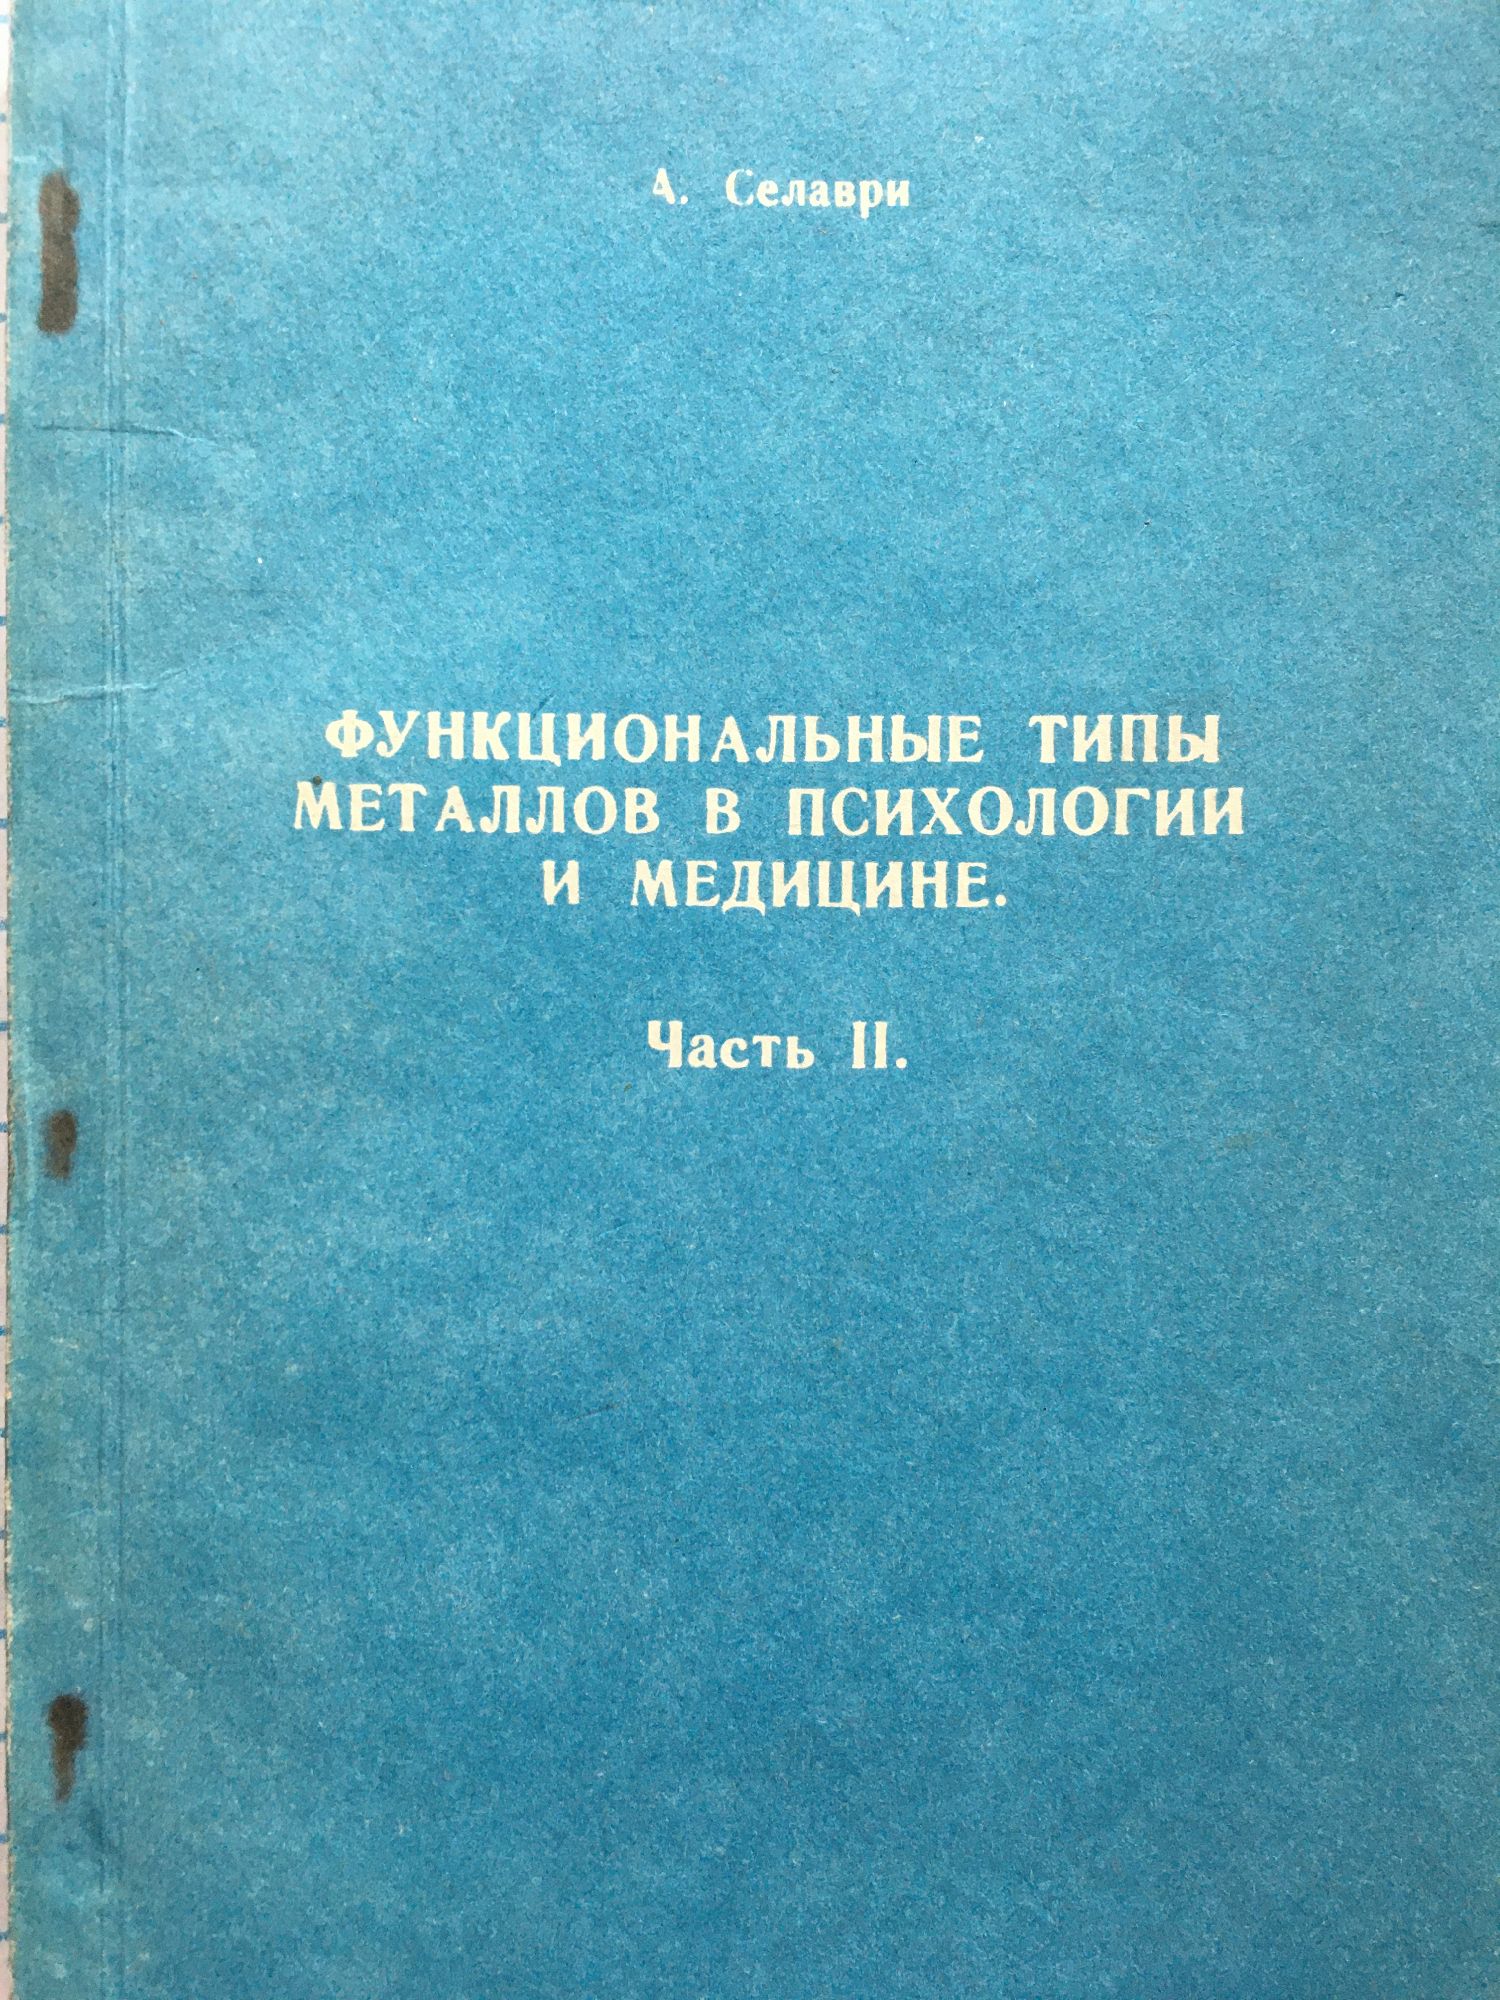 А. Селаври
ФУНКЦИОНАЛЬНЫЕ ТИПЫ
МЕТАЛЛОВ В ПСИХОЛОГИИ
И МЕДИЦИНЕ.
Часть II.